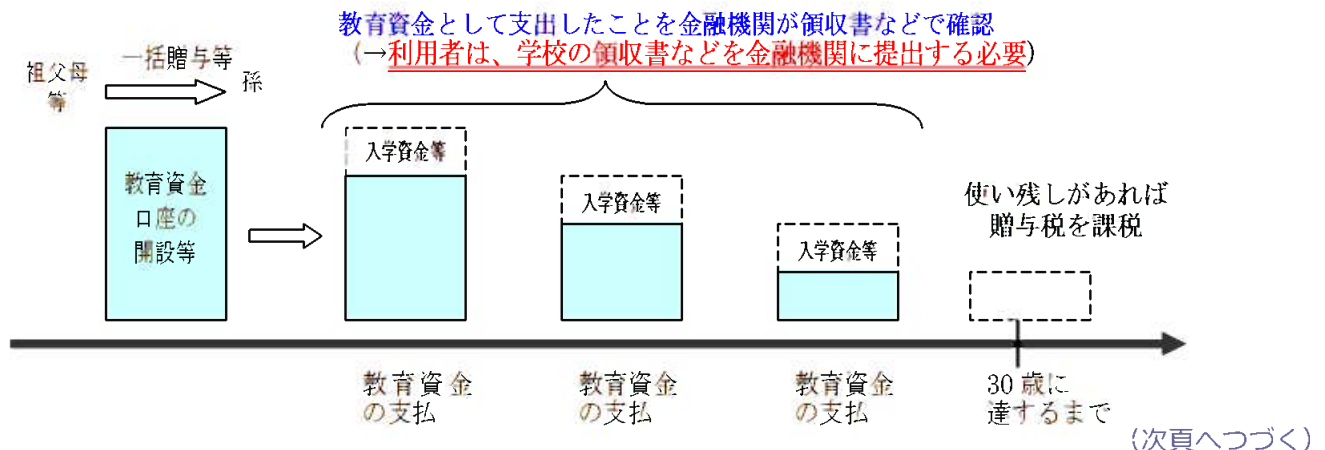 教育資金として支出したことを金融機関が領収書などで確認
(→利用者は、学校の領収書などを金融機関に提出する必要)
祖父母
等
一括贈与等
孫
教育資金
口座の
開設等
入学資金等
入学資金等
入学資金等
使い残しがあれば
贈与税を課税
教育資金
の支払
教育資金
の支払
教育資金
の支払
30 歳に
達するまで
(次頁へつづく)